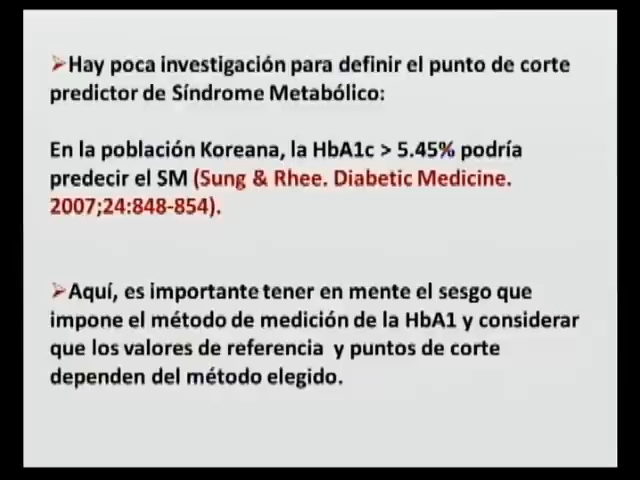 ➢Hay poca investigación para definir el punto de corte
predictor de Síndrome Metabólico:
En la población Koreana, la HbA1c > 5.45% podría
predecir el SM (Sung & Rhee. Diabetic Medicine.
2007;24:848-854).
➢Aquí, es importante tener en mente el sesgo que
impone el método de medición de la HbA1 y considerar
que los valores de referencia y puntos de corte
dependen del método elegido.